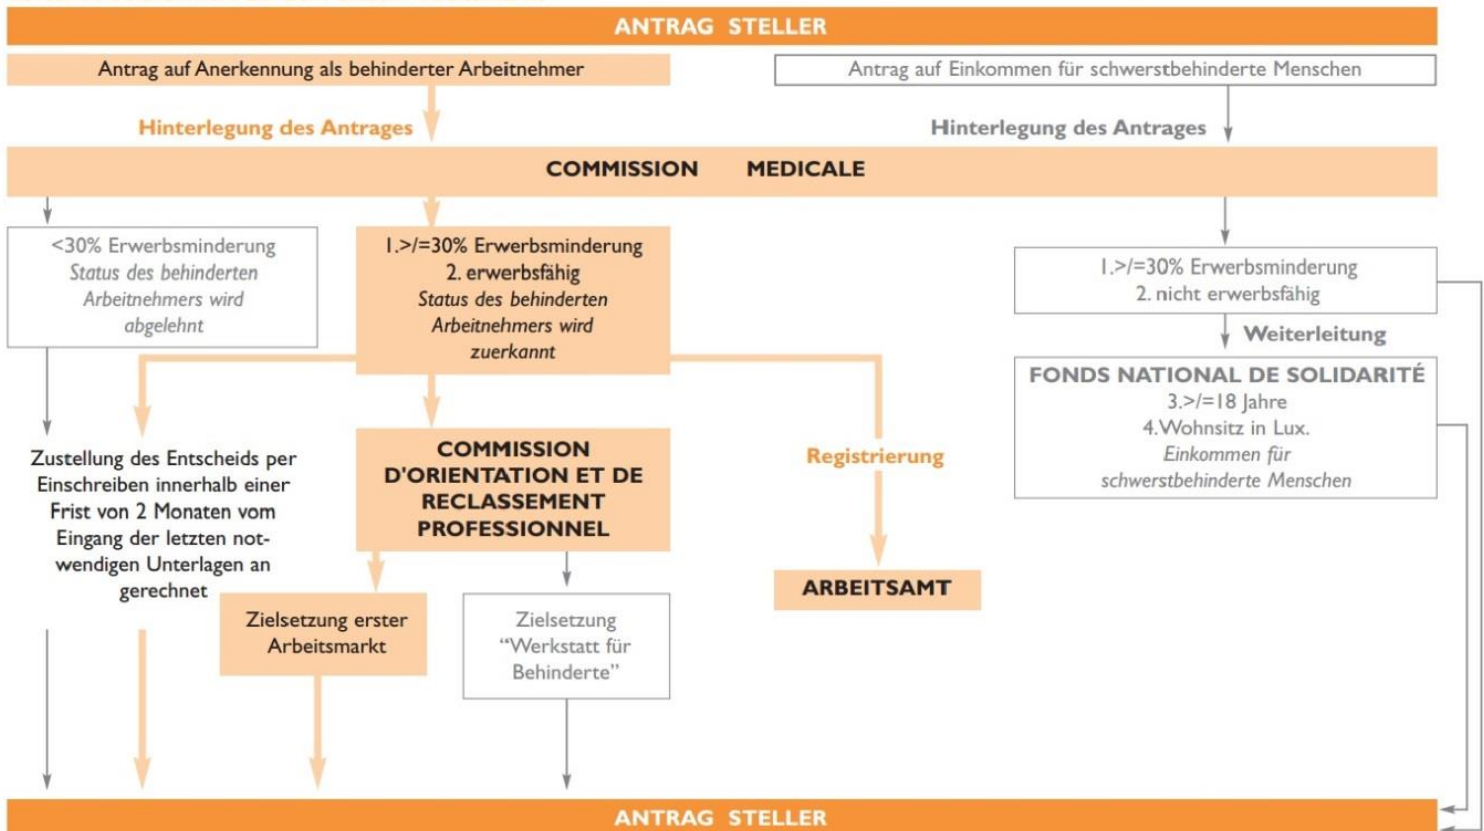 ANTRAG STELLER
Antrag auf Anerkennung als behinderter Arbeitnehmer
Antrag auf Einkommen für schwerstbehinderte Menschen
Hinterlegung des Antrages
Hinterlegung des Antrages
COMMISSION MEDICALE
<30% Erwerbsminderung
Status des behinderten
Arbeitnehmers wird
abgelehnt
1.>/=30% Erwerbsminderung
2. erwerbsfähig
Status des behinderten
Arbeitnehmers wird
zuerkannt
1.>/=30% Erwerbsminderung
2. nicht erwerbsfähig
Weiterleitung
FONDS NATIONAL DE SOLIDARITÉ
3.>/=18 Jahre
4.Wohnsitz in Lux.
Einkommen für
schwerstbehinderte Menschen
Zustellung des Entscheids per
Einschreiben innerhalb einer
Frist von 2 Monaten vom
Eingang der letzten not-
wendigen Unterlagen an
gerechnet
COMMISSION
D'ORIENTATION ET DE
RECLASSEMENT
PROFESSIONNEL
Registrierung
ARBEITSAMT
Zielsetzung erster
Arbeitsmarkt
Zielsetzung
“Werkstatt für
Behinderte”
ANTRAG STELLER